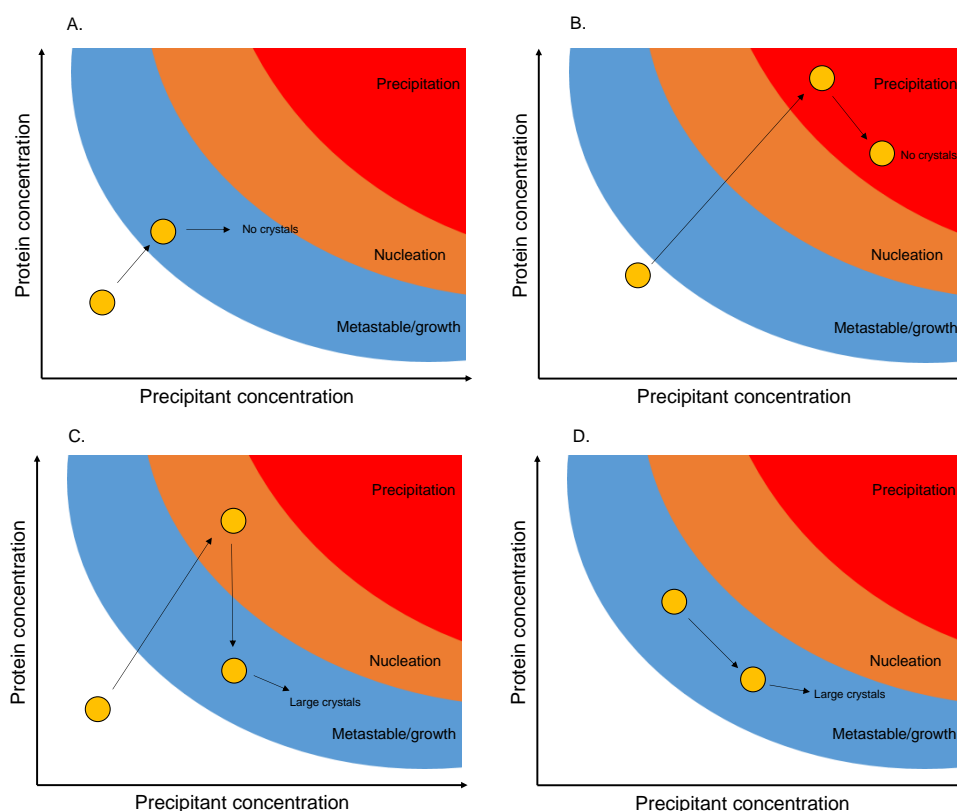 A.
Protein concentration
Precipitation
No crystals
Nucleation
Metastable/growth
Precipitant concentration
B.
Protein concentration
Precipitation
No crystals
Nucleation
Metastable/growth
Precipitant concentration
C.
Protein concentration
Precipitation
Nucleation
Large crystals
Metastable/growth
Precipitant concentration
D.
Protein concentration
Precipitation
Nucleation
Large crystals
Metastable/growth
Precipitant concentration